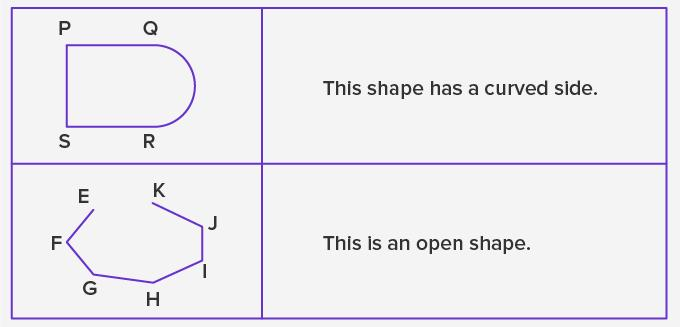 P Q
This shape has a curved side.
S R
E K
J
F
This is an open shape.
G I
H